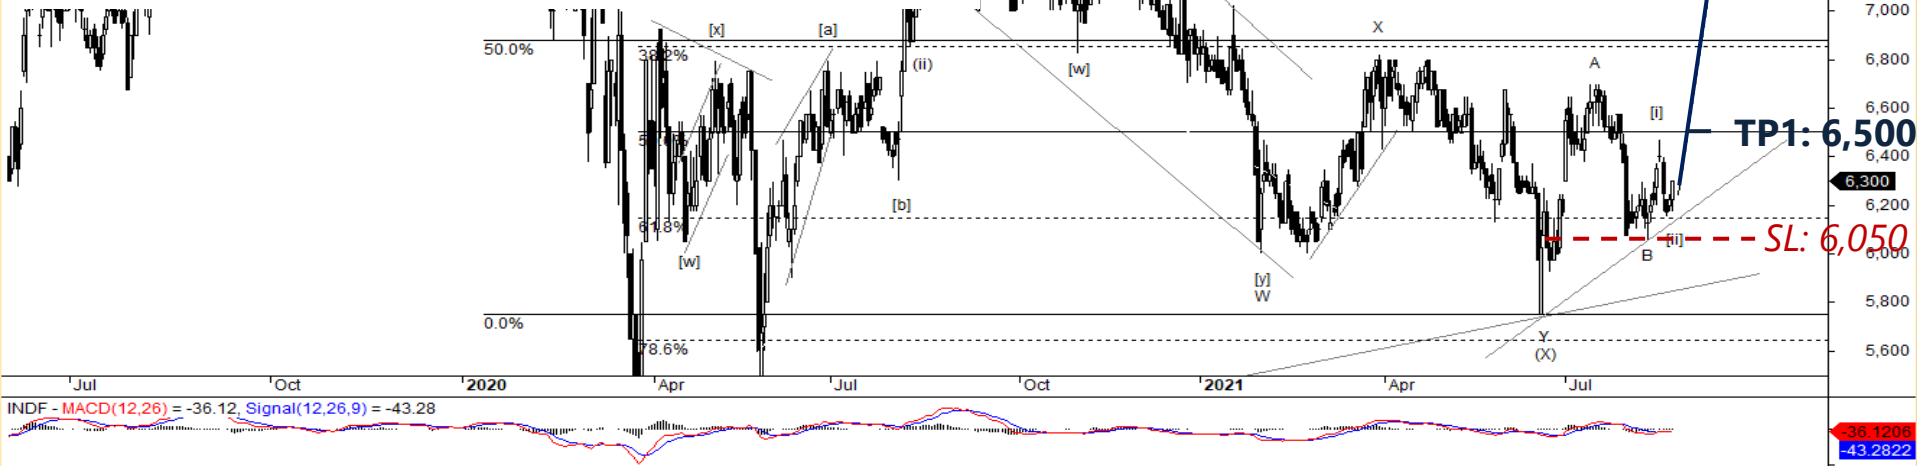 7,000
50.0%
38.2%
[x]
[a]
(ii)
[w]
X
6,800
A
6,600
[i]
TP1: 6,500
6,400
6,300
6,200
[b]
61.8%
[w]
SL: 6,050
[ii]
6,000
B
[y]
W
5,800
0.0%
Y
(X)
78.6%
5,600
Jul
Oct
2020
Apr
Jul
Oct
2021
Apr
Jul
INDF - MACD(12,26) = -36.12, Signal(12,26,9) = -43.28
-36.1206
-43.2822